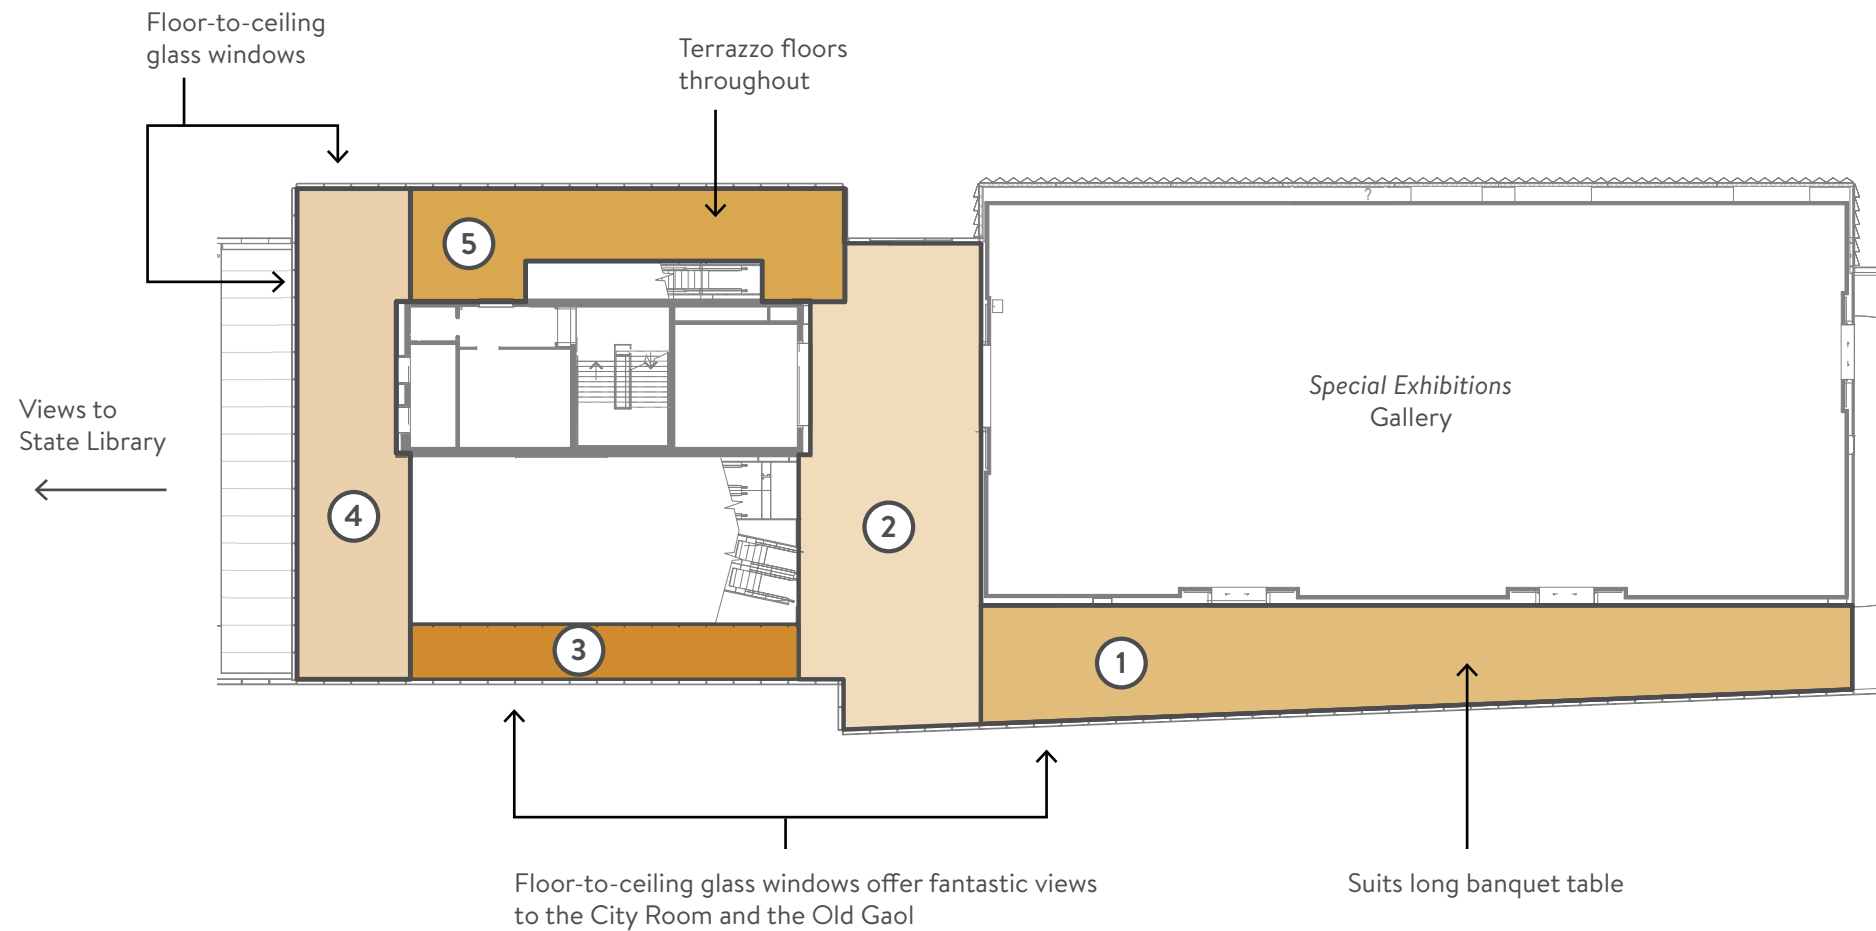 Floor-to-ceiling
glass windows
Terrazzo floors
throughout
5
?
Special Exhibitions
Gallery
Views to
State Library
4
2
3
1
Floor-to-ceiling glass windows offer fantastic views
to the City Room and the Old Gaol
Suits long banquet table